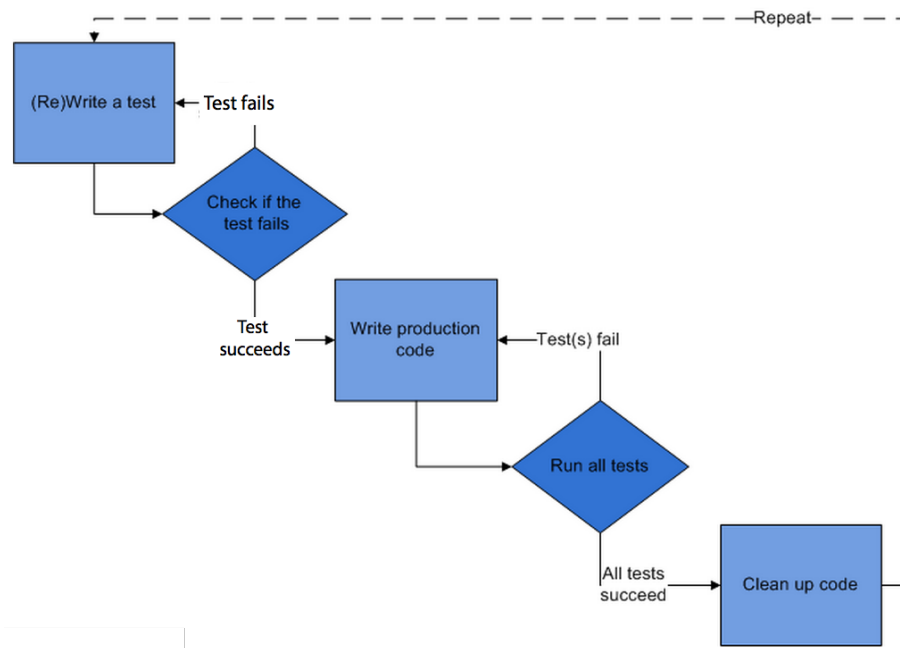 Repeat
(Re)Write a test
Test fails
Check if the
test fails
Test
succeeds
Write production
code
Test(s) fail
Run all tests
All tests
succeed
Clean up code